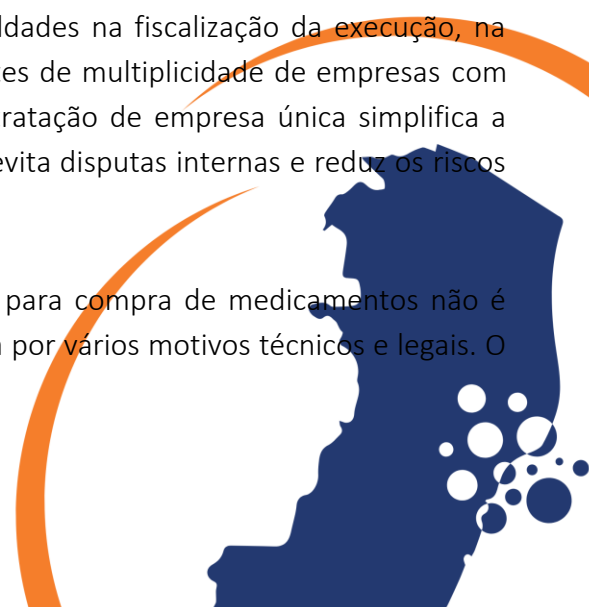 ldades na fiscalização da execução, na
tes de multiplicidade de empresas com
ratação de empresa única simplifica a
evita disputas internas e reduz os riscos
para compra de medicamentos não é
por vários motivos técnicos e legais. O